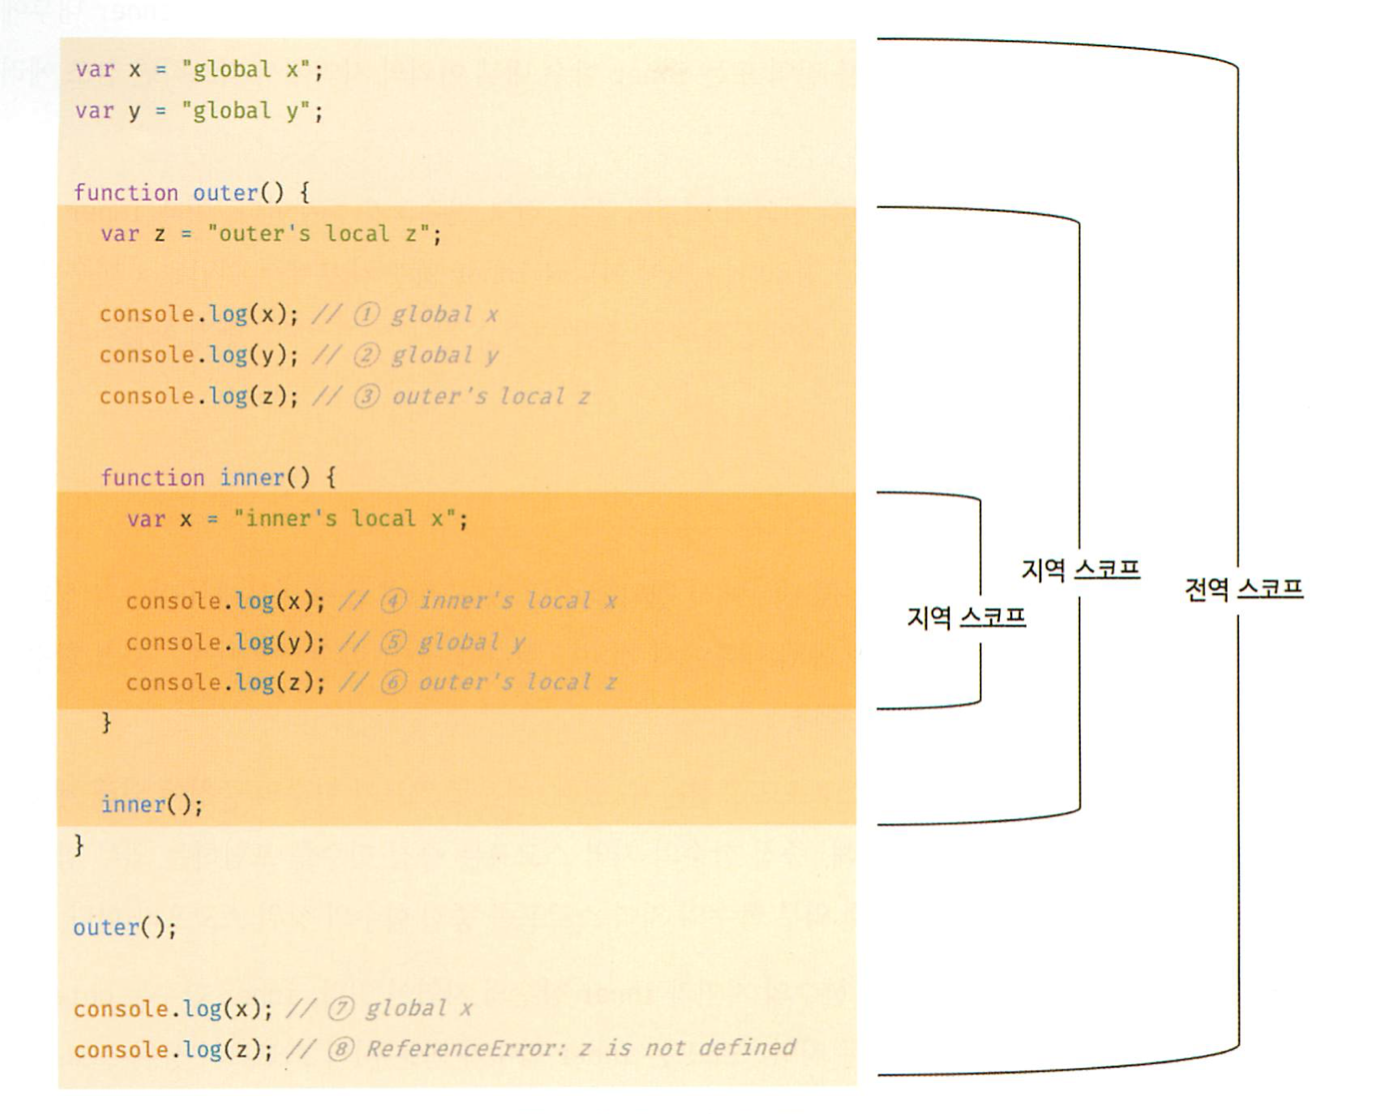 var x = "global x";
var y = "global y";
function outer() {
var z = "outer's local z";
console.log(x); // ① global x
console.log(y); // ② global y
console.log(z); // ③ outer's local z
function inner() {
var x = "inner's local x";
console.log(x); // ④ inner's local x
console.log(y); // ⑤ global y
console.log(z); // ⑥ outer's local z
}
inner();
}
outer();
console.log(x); // ⑦ global x
console.log(z); // ⑧ ReferenceError: z is not defined
지역 스코프
지역 스코프
전역 스코프